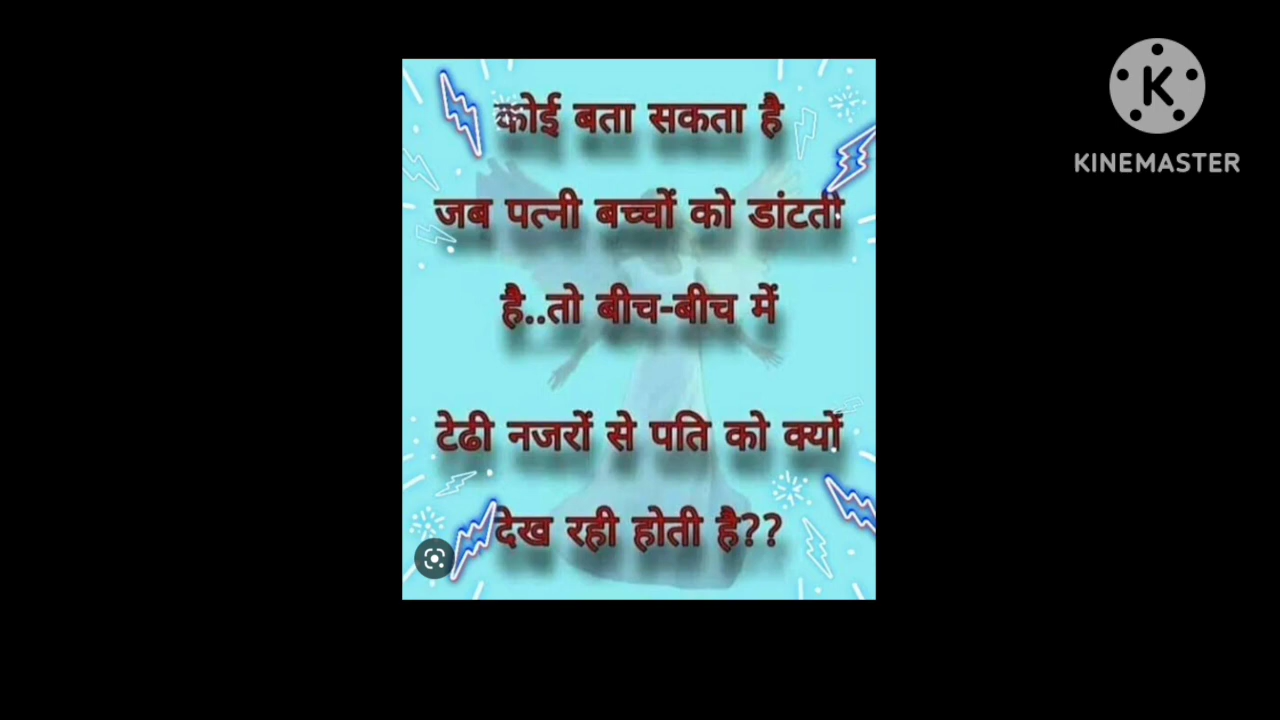 कोई बता सकता है
जब पत्नी बच्चों को डांटती
है..तो बीच-बीच में
टेढी नजरों से पति को क्यों
देख रही होती है??
KINEMASTER